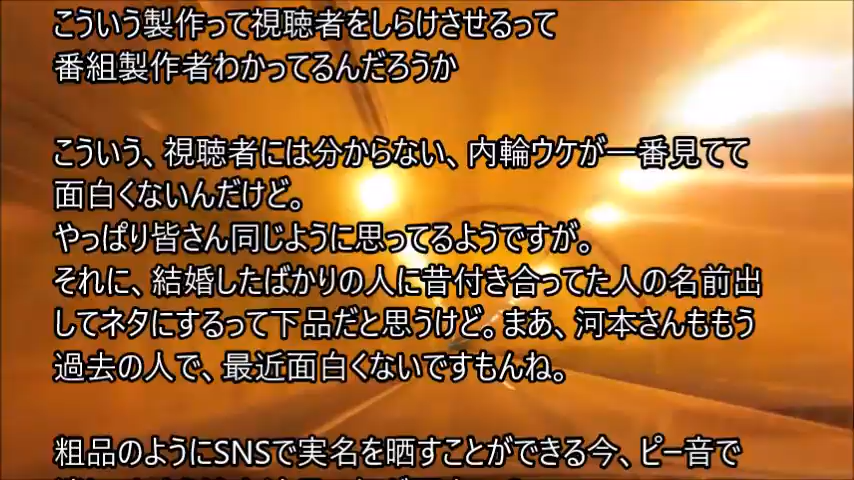 こういう製作って視聴者をしらけさせるって
番組製作者わかってるんだろうか
こういう、視聴者には分からない、内輪ウケが一番見てて
面白くないんだけど。
やっぱり皆さん同じように思ってるようですが。
それに、結婚したばかりの人に昔付き合ってた人の名前出
してネタにするって下品だと思うけど。まあ、河本さんももう
過去の人で、最近面白くないですもんね。
粗品のようにSNSで実名を晒すことができる今、ピー音で